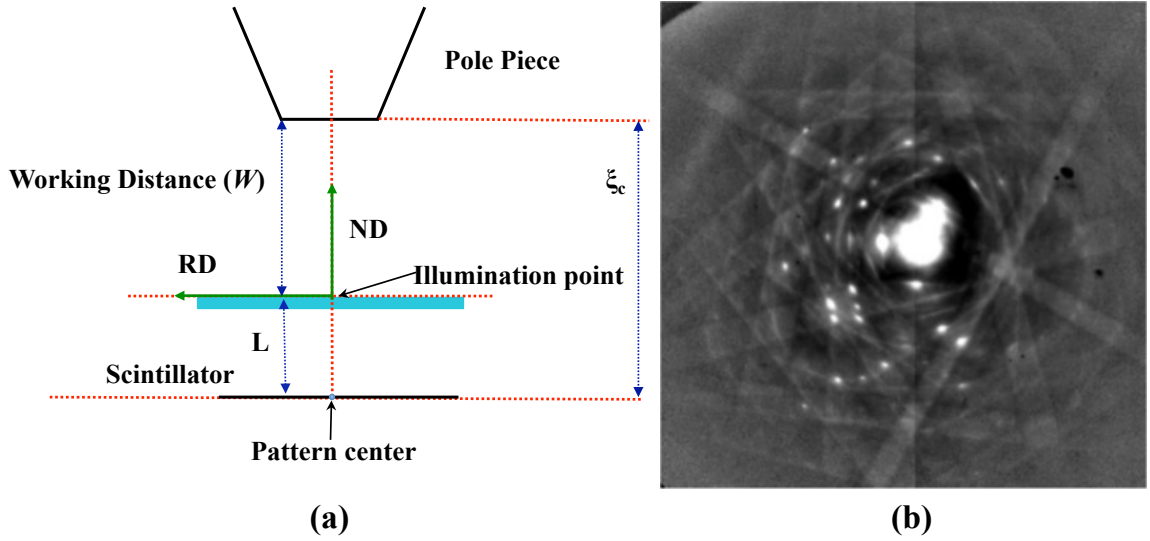 Pole Piece
Working Distance (W)
ξc
ND
RD
Illumination point
L
Scintillator
Pattern center
(a)
(b)